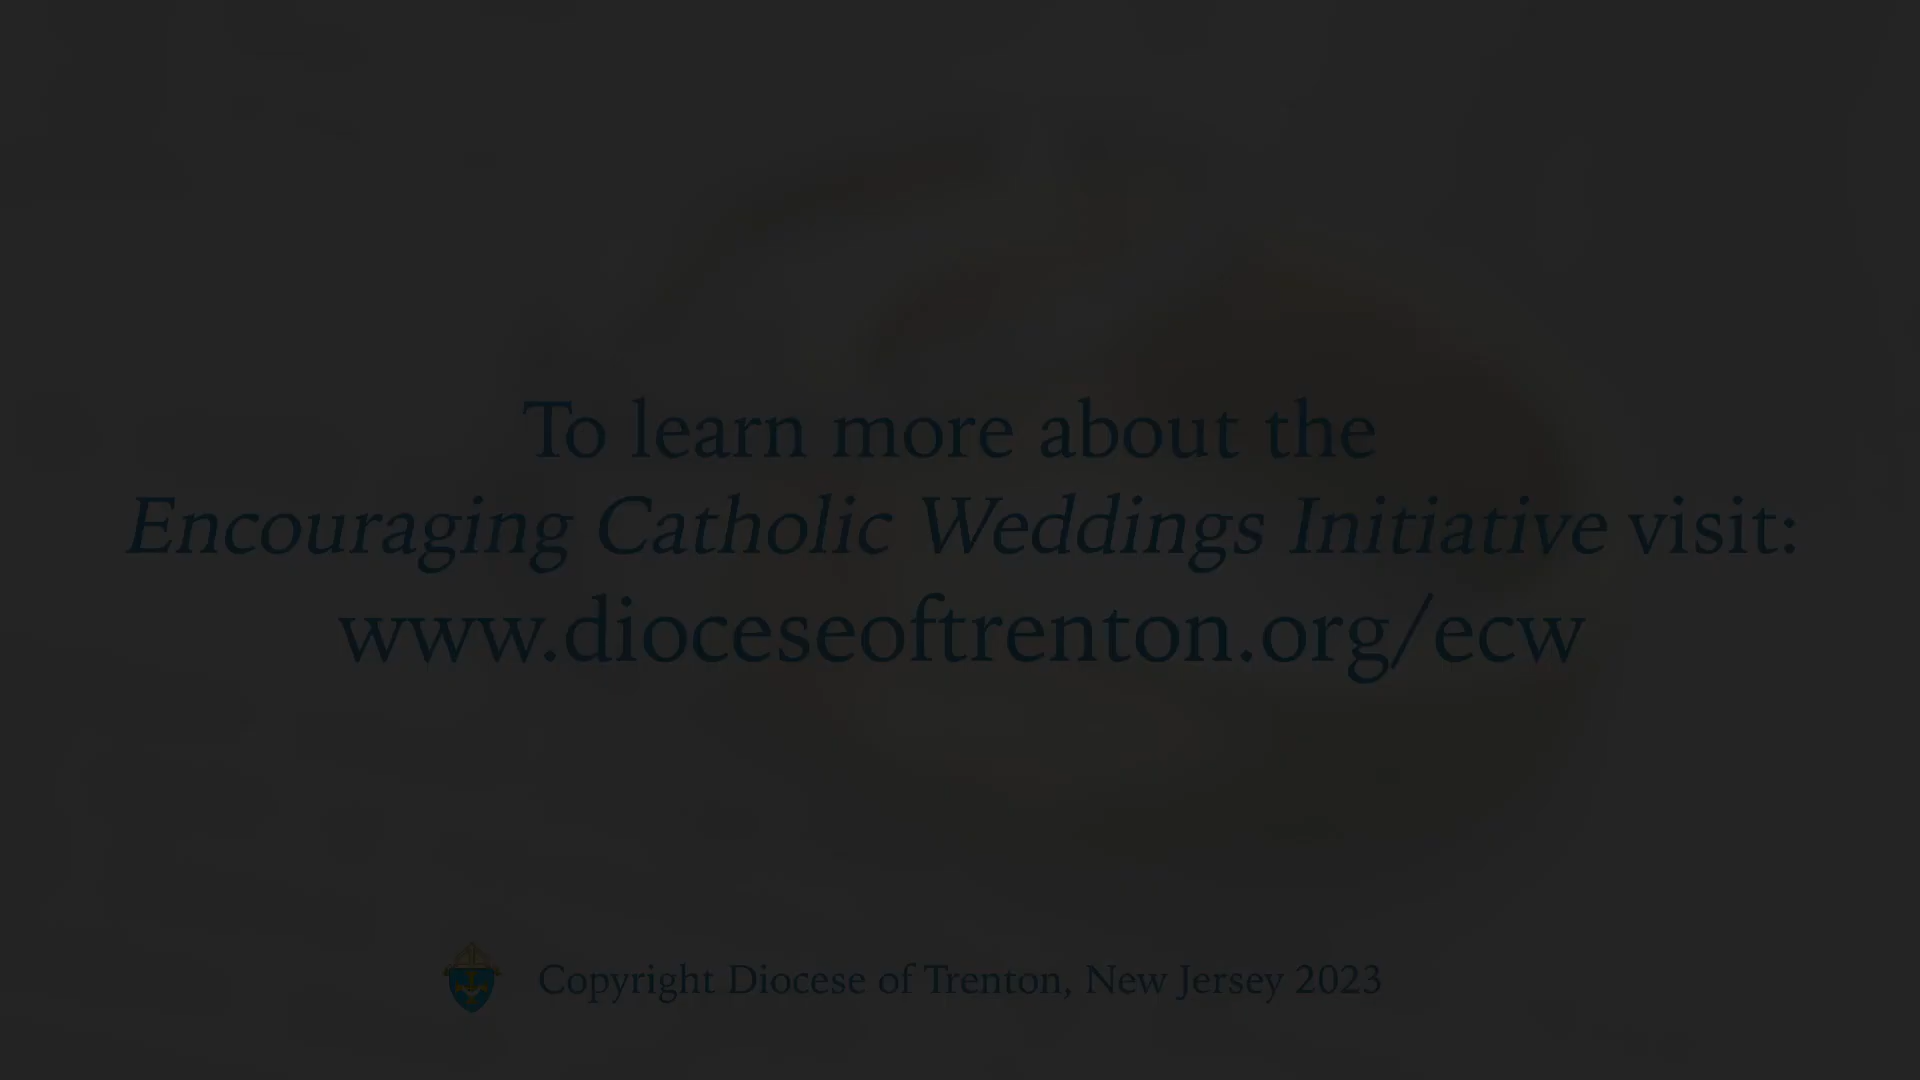 To learn more about the
Encouraging Catholic Weddings Initiative visit:
www.dioceseoftrenton.org/ecw
Copyright Diocese of Trenton, New Jersey 2023